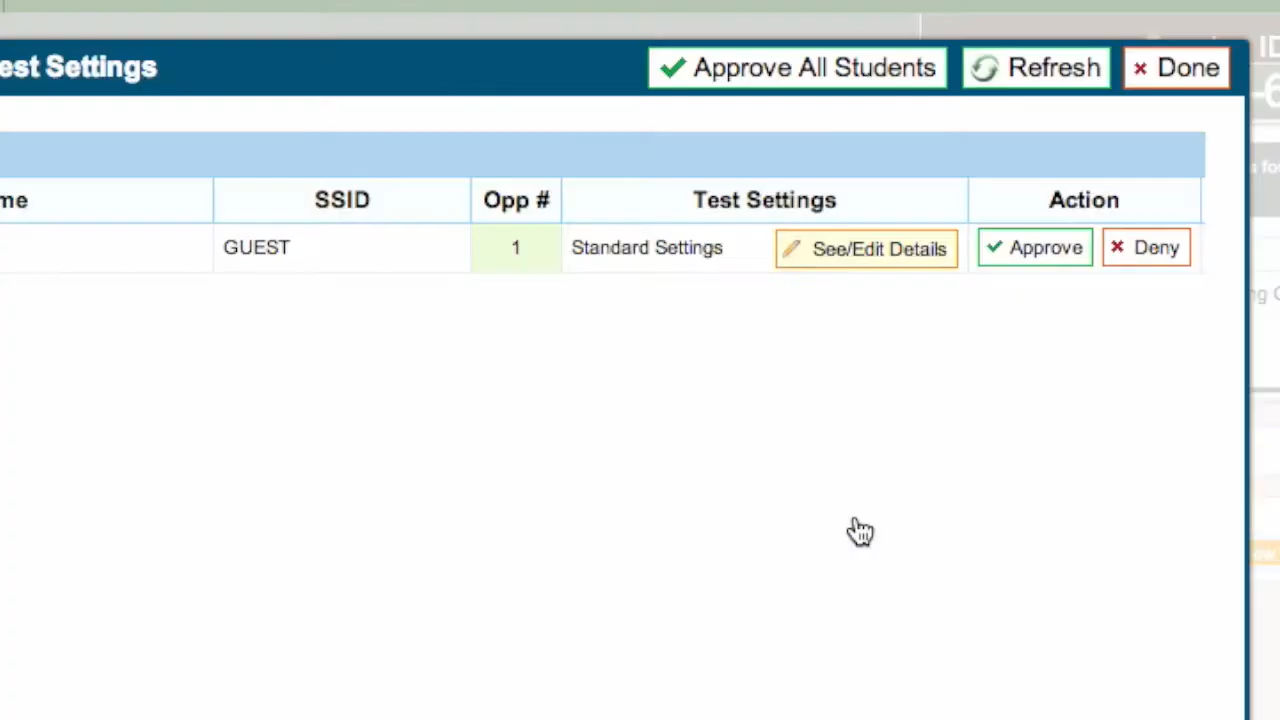 est Settings
Approve All Students
Refresh
Done
me
SSID
Opp #
Test Settings
Action
GUEST
1
Standard Settings
See/Edit Details
Approve
Deny